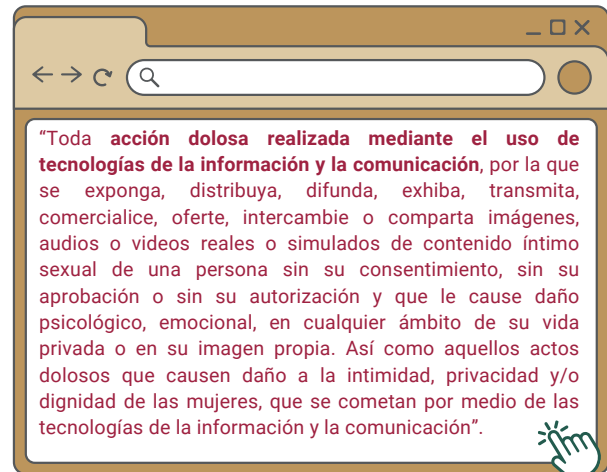 “Toda acción dolosa realizada mediante el uso de
tecnologías de la información y la comunicación, por la que
se exponga, distribuya, difunda, exhiba, transmita,
comercialice, oferte, intercambie o comparta imágenes,
audios o videos reales o simulados de contenido íntimo
sexual de una persona sin su consentimiento, sin su
aprobación o sin su autorización y que le cause daño
psicológico, emocional, en cualquier ámbito de su vida
privada o en su imagen propia. Así como aquellos actos
dolosos que causen daño a la intimidad, privacidad y/o
dignidad de las mujeres, que se cometan por medio de las
tecnologías de la información y la comunicación”.